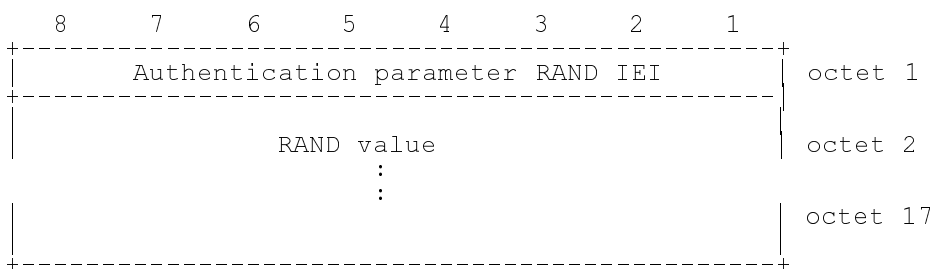 8 7 6 5 4 3 2 1
Authentication parameter RAND IEI octet 1
RAND value octet 2
:
:
octet 17